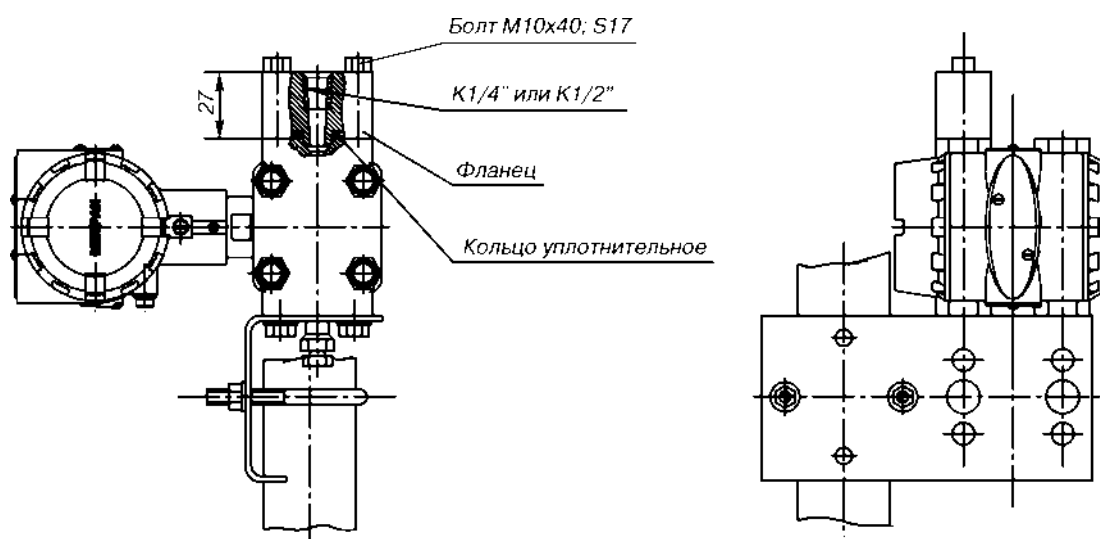 Болт М10х40; S17
К1/4" или К1/2"
27
Фланец
Кольцо уплотнительное